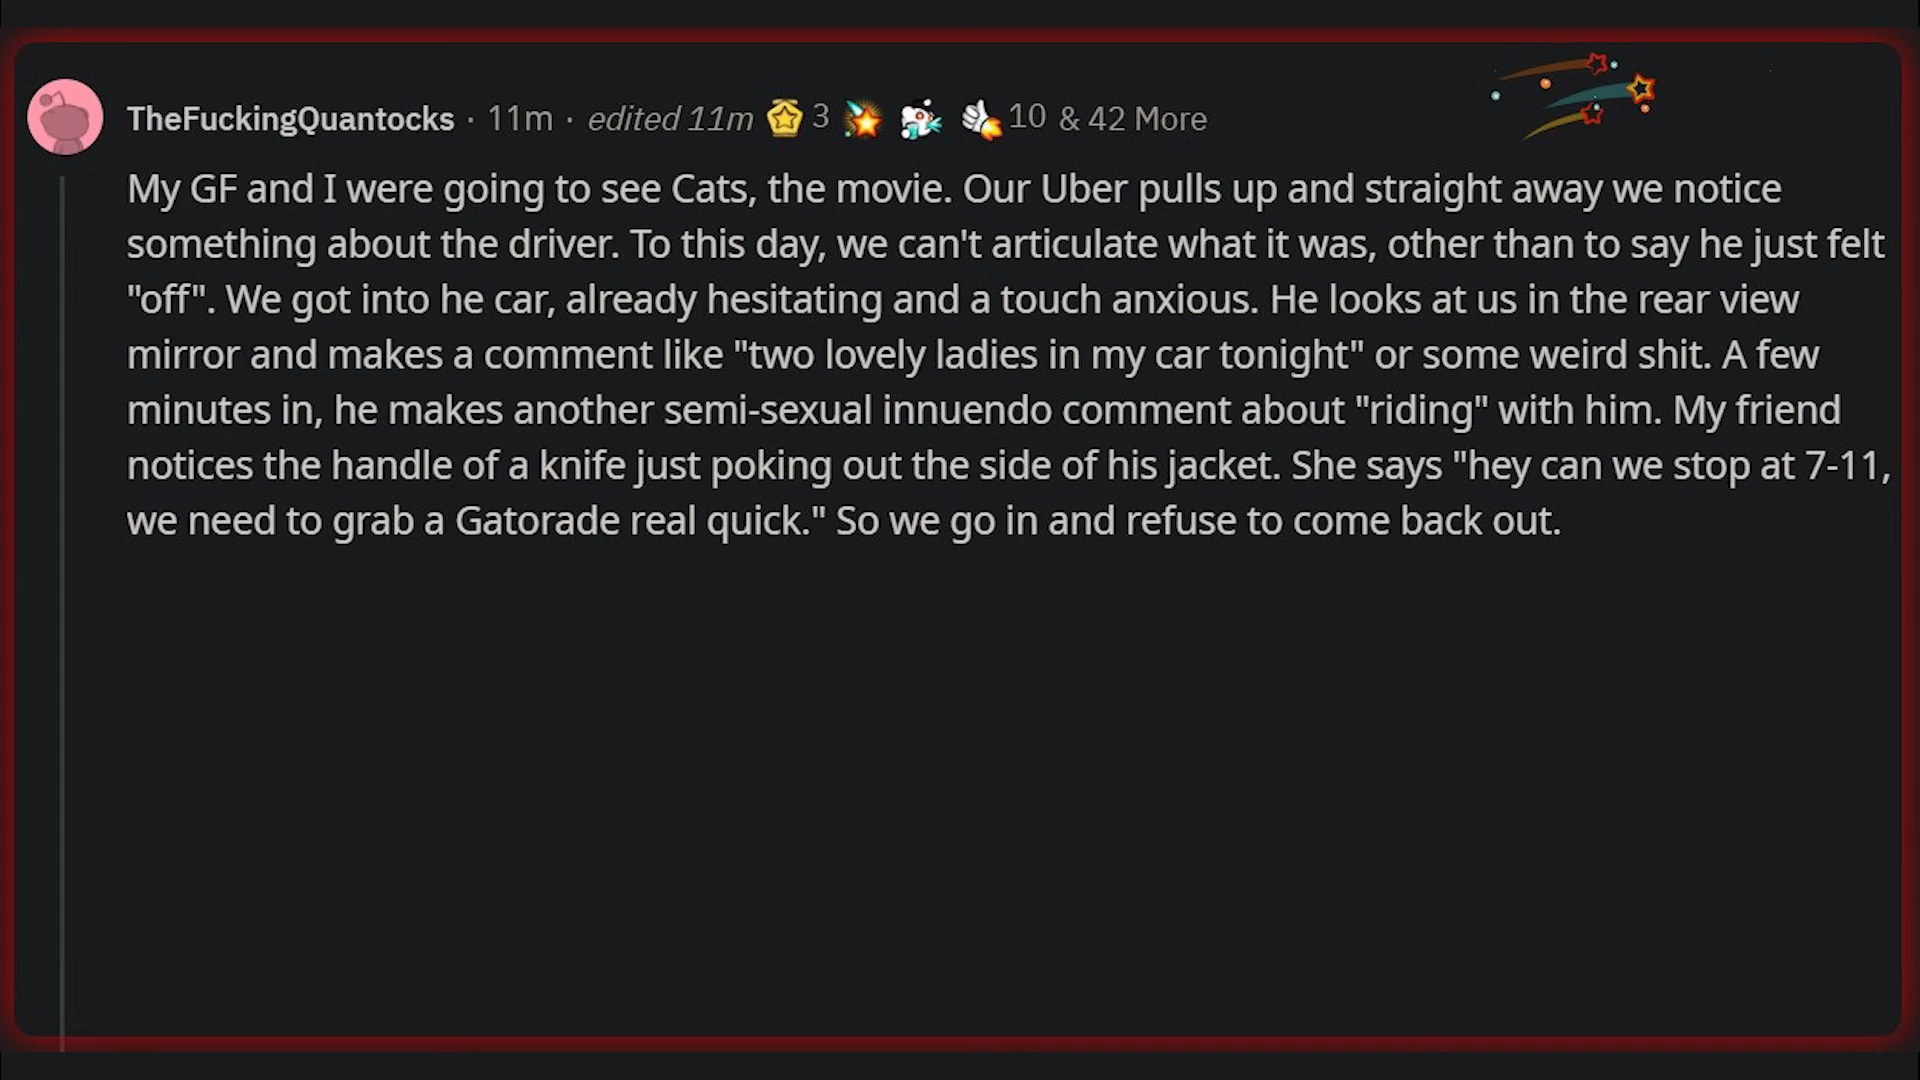 TheFuckingQuantocks · 11m · edited 11m 3 10 & 42 More
My GF and I were going to see Cats, the movie. Our Uber pulls up and straight away we notice
something about the driver. To this day, we can't articulate what it was, other than to say he just felt
"off". We got into he car, already hesitating and a touch anxious. He looks at us in the rear view
mirror and makes a comment like "two lovely ladies in my car tonight" or some weird shit. A few
minutes in, he makes another semi-sexual innuendo comment about "riding" with him. My friend
notices the handle of a knife just poking out the side of his jacket. She says "hey can we stop at 7-11,
we need to grab a Gatorade real quick." So we go in and refuse to come back out.